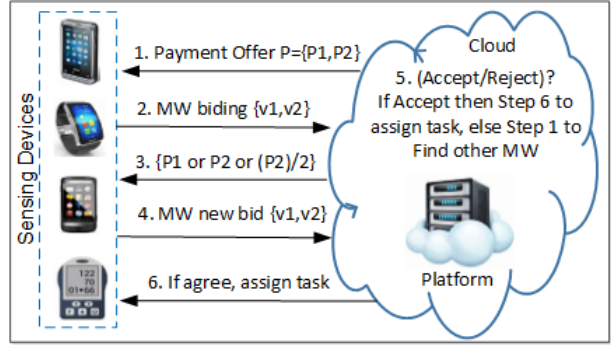 Sensing Devices
1. Payment Offer P={P1,P2}
2. MW biding {v1,v2}
3. {P1 or P2 or (P2)/2}
4. MW new bid {v1,v2}
6. If agree, assign task
Cloud
5. (Accept/Reject)?
If Accept then Step 6 to
assign task, else Step 1 to
Find other MW
Platform
122
70
01•66